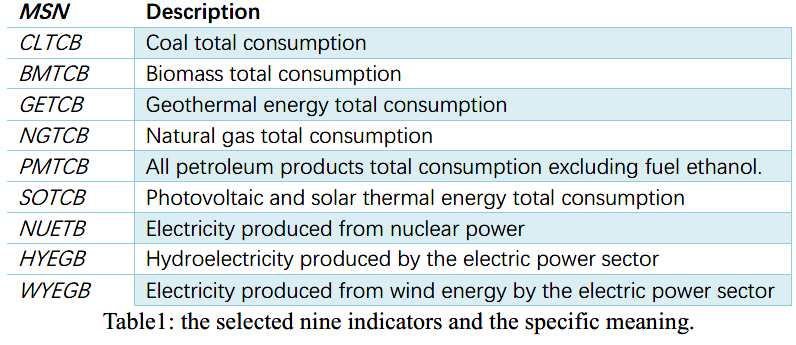 MSN Description
CLTCB Coal total consumption
BMTCB Biomass total consumption
GETCB Geothermal energy total consumption
NGTCB Natural gas total consumption
PMTCB All petroleum products total consumption excluding fuel ethanol.
SOTCB Photovoltaic and solar thermal energy total consumption
NUETB Electricity produced from nuclear power
HYEGB Hydroelectricity produced by the electric power sector
WYEGB Electricity produced from wind energy by the electric power sector
Table1: the selected nine indicators and the specific meaning.